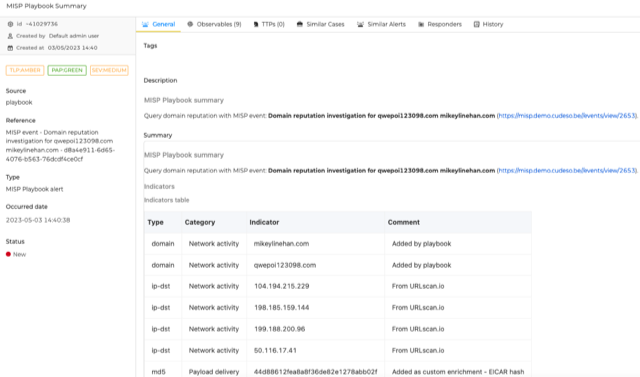 MISP Playbook Summary
id ~41029736
Created by Default admin user
Created at 03/05/2023 14:40
TLP:AMBER PAP:GREEN SEV:MEDIUM
Source
playbook
Reference
MISP event - Domain reputation
investigation for qwepoi123098.com
mikeylinehan.com - d8a4e911-6d65-
4076-b563-76dcdf4ce0cf
Type
MISP Playbook alert
Occurred date
2023-05-03 14:40:38
Status
New
General Observables (9) TTPs (0) Similar Cases Similar Alerts Responders History
Tags
Description
MISP Playbook summary
Query domain reputation with MISP event: Domain reputation investigation for qwepoi123098.com mikeylinehan.com (https://misp.demo.cudeso.be/events/view/2653).
Summary
MISP Playbook summary
Query domain reputation with MISP event: Domain reputation investigation for qwepoi123098.com mikeylinehan.com (https://misp.demo.cudeso.be/events/view/2653).
Indicators
Indicators table
Type Category Indicator Comment
domain Network activity mikeylinehan.com Added by playbook
domain Network activity qwepoi123098.com Added by playbook
ip-dst Network activity 104.194.215.229 From URLscan.io
ip-dst Network activity 198.185.159.144 From URLscan.io
ip-dst Network activity 199.188.200.96 From URLscan.io
ip-dst Network activity 50.116.17.41 From URLscan.io
md5 Payload delivery 44d88612fea8a8f36de82e1278abb02f Added as custom enrichment - EICAR hash